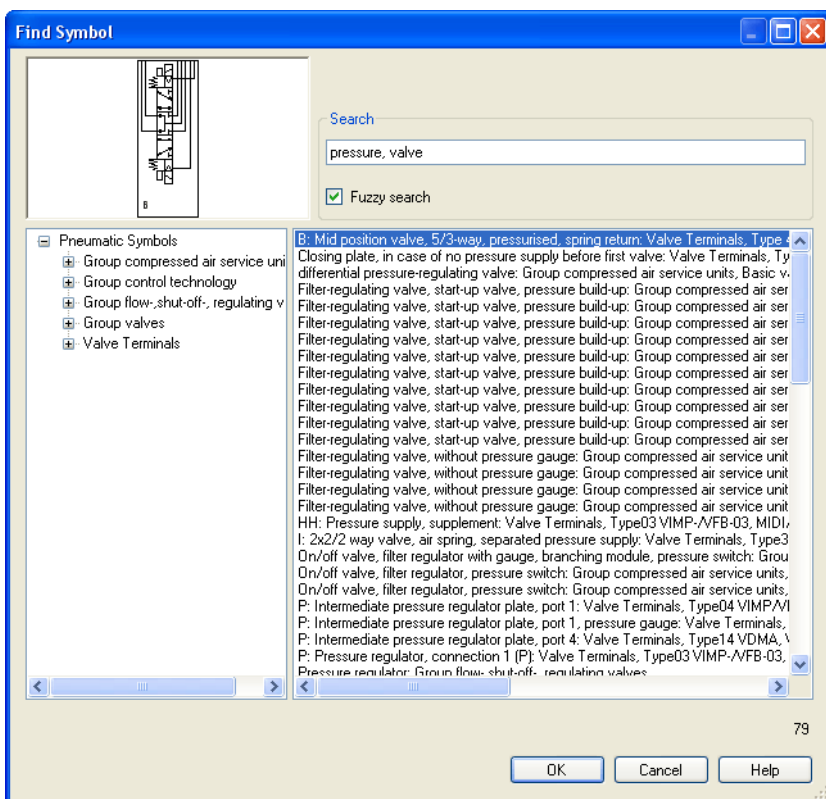 Find Symbol
B
Search
pressure, valve
Fuzzy search
Pneumatic Symbols
Group compressed air service uni
Group control technology
Group flow-,shut-off-, regulating v
Group valves
Valve Terminals
B: Mid position valve, 5/3-way, pressurised, spring return: Valve Terminals, Type 4
Closing plate, in case of no pressure supply before first valve: Valve Terminals, Ty
differential pressure-regulating valve: Group compressed air service units, Basic v
Filter-regulating valve, start-up valve, pressure build-up: Group compressed air ser
Filter-regulating valve, start-up valve, pressure build-up: Group compressed air ser
Filter-regulating valve, start-up valve, pressure build-up: Group compressed air ser
Filter-regulating valve, start-up valve, pressure build-up: Group compressed air ser
Filter-regulating valve, start-up valve, pressure build-up: Group compressed air ser
Filter-regulating valve, start-up valve, pressure build-up: Group compressed air ser
Filter-regulating valve, start-up valve, pressure build-up: Group compressed air ser
Filter-regulating valve, start-up valve, pressure build-up: Group compressed air ser
Filter-regulating valve, start-up valve, pressure build-up: Group compressed air ser
Filter-regulating valve, start-up valve, pressure build-up: Group compressed air ser
Filter-regulating valve, without pressure gauge: Group compressed air service unit
Filter-regulating valve, without pressure gauge: Group compressed air service unit
Filter-regulating valve, without pressure gauge: Group compressed air service unit
Filter-regulating valve, without pressure gauge: Group compressed air service unit
HH: Pressure supply, supplement: Valve Terminals, Type03 VIMP-/VFB-03, MIDI/
I: 2x2/2 way valve, air spring, separated pressure supply: Valve Terminals, Type3
On/off valve, filter regulator with gauge, branching module, pressure switch: Grou
On/off valve, filter regulator, pressure switch: Group compressed air service units,
On/off valve, filter regulator, pressure switch: Group compressed air service units,
P: Intermediate pressure regulator plate, port 1: Valve Terminals, Type04 VIMP/VI
P: Intermediate pressure regulator plate, port 1, pressure gauge: Valve Terminals,
P: Intermediate pressure regulator plate, port 4: Valve Terminals, Type14 VDMA, V
P: Pressure regulator, connection 1 (P): Valve Terminals, Type03 VIMP-/VFB-03,
Pressure regulator: Group flow-,shut-off-, regulating valves
79
OK
Cancel
Help